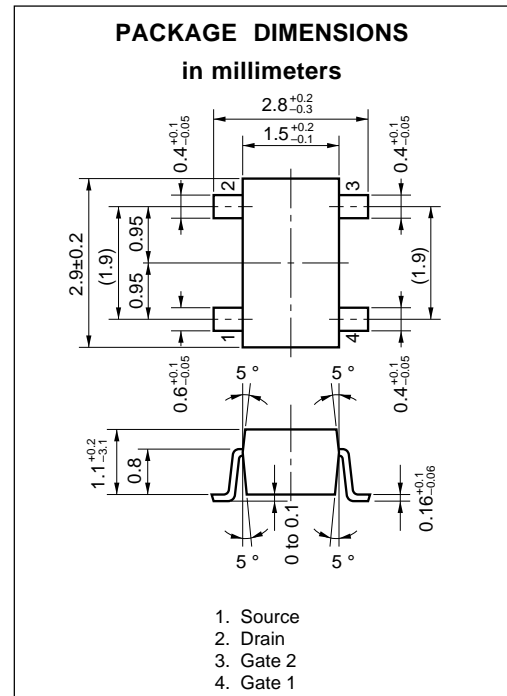 PACKAGE DIMENSIONS
in millimeters
2.8 +0.2 −0.3
1.5 +0.2 −0.1
0.4 +0.1 −0.05
0.4 +0.1 −0.05
2
3
2.9±0.2
(1.9)
0.95
0.95
(1.9)
1
4
0.6 +0.1 −0.05
0.4 +0.1 −0.05
5 °
5 °
1.1 +0.2 −3.1
0.8
0 to 0.1
0.16 +0.1 −0.06
5 °
5 °
1. Source
2. Drain
3. Gate 2
4. Gate 1